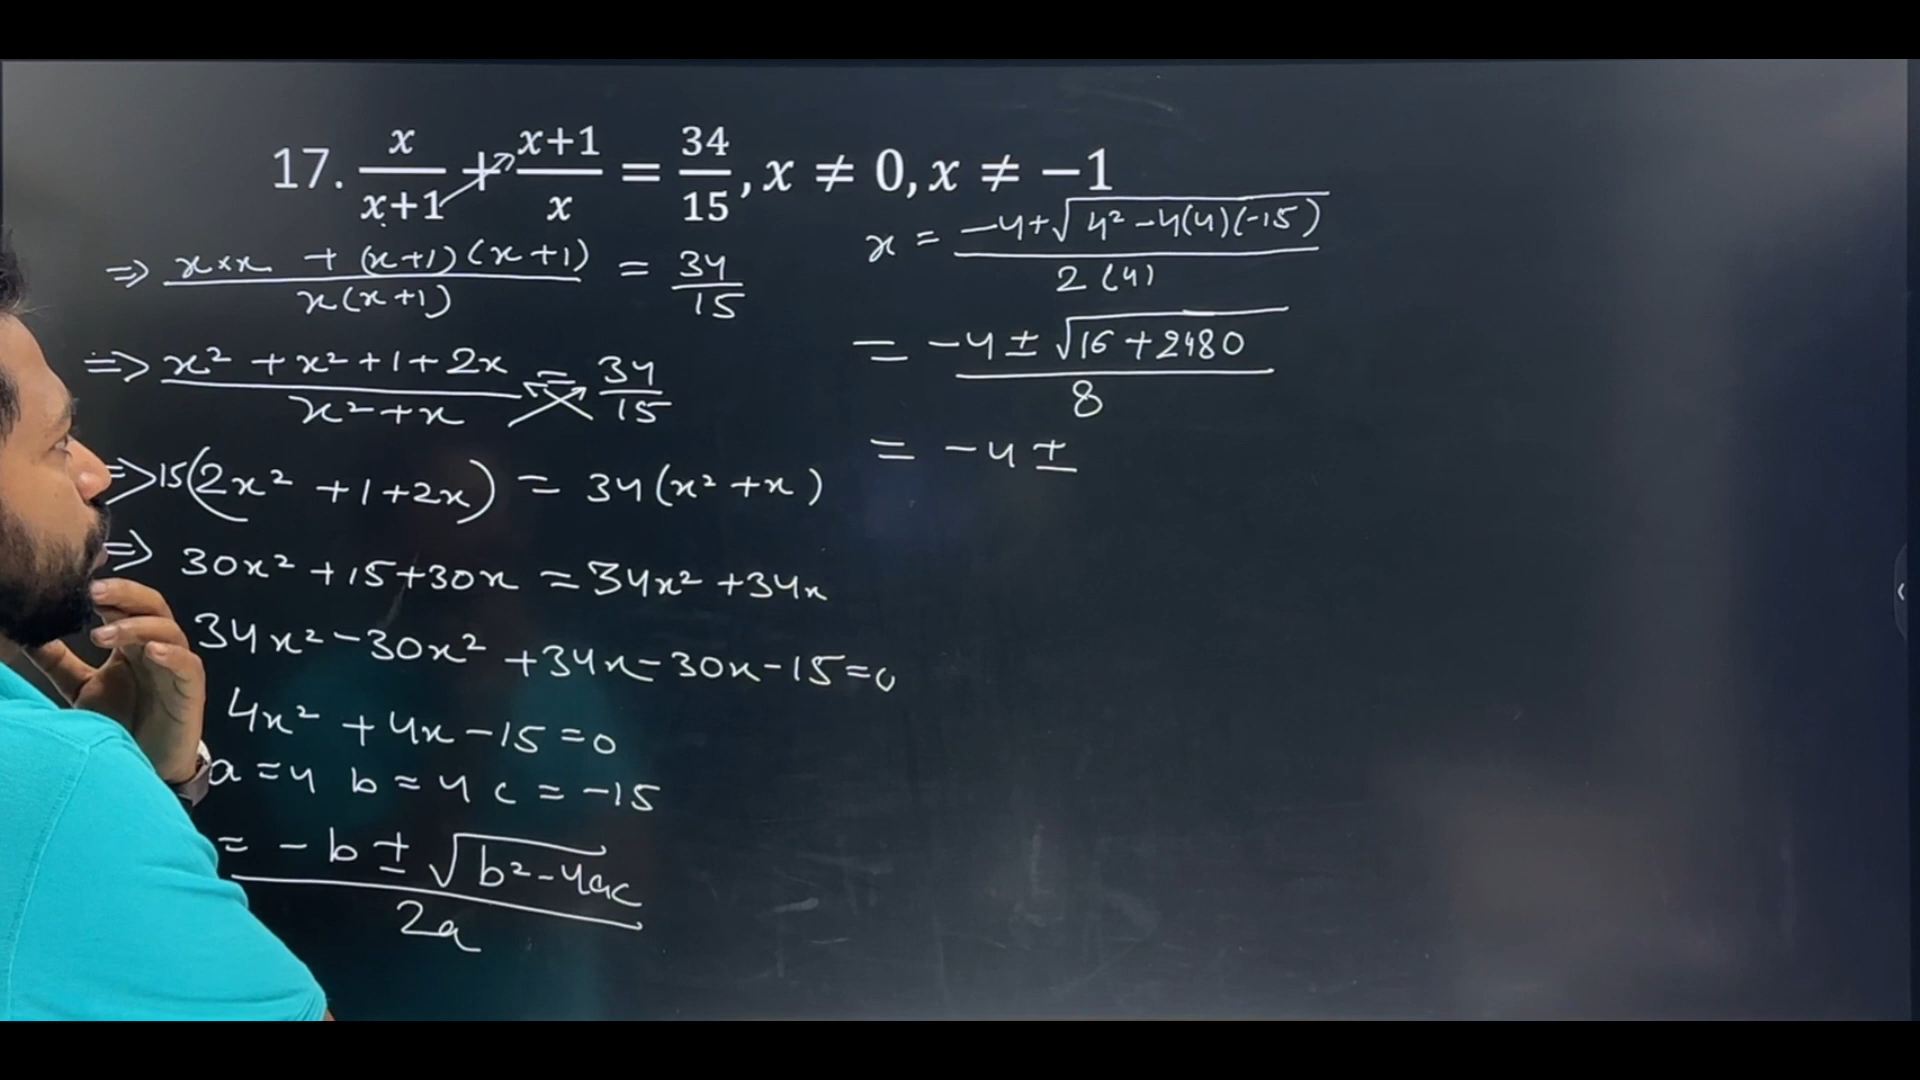 17. x/(x+1) + (x+1)/x = 34/15, x ≠ 0, x ≠ −1
⇒ (x×x + (x+1)(x+1))/(x(x+1)) = 34/15
⇒ (x² + x² + 1 + 2x)/(x² + x) = 34/15
⇒ 15(2x² + 1 + 2x) = 34(x² + x)
⇒ 30x² + 15 + 30x = 34x² + 34x
34x² − 30x² + 34x − 30x − 15 = 0
4x² + 4x − 15 = 0
a = 4 b = 4 c = −15
= (−b ± √(b² − 4ac))/(2a)
x = (−4 + √(4² − 4(4)(−15)))/(2(4))
= (−4 ± √(16 + 2480))/8
= −4 ±